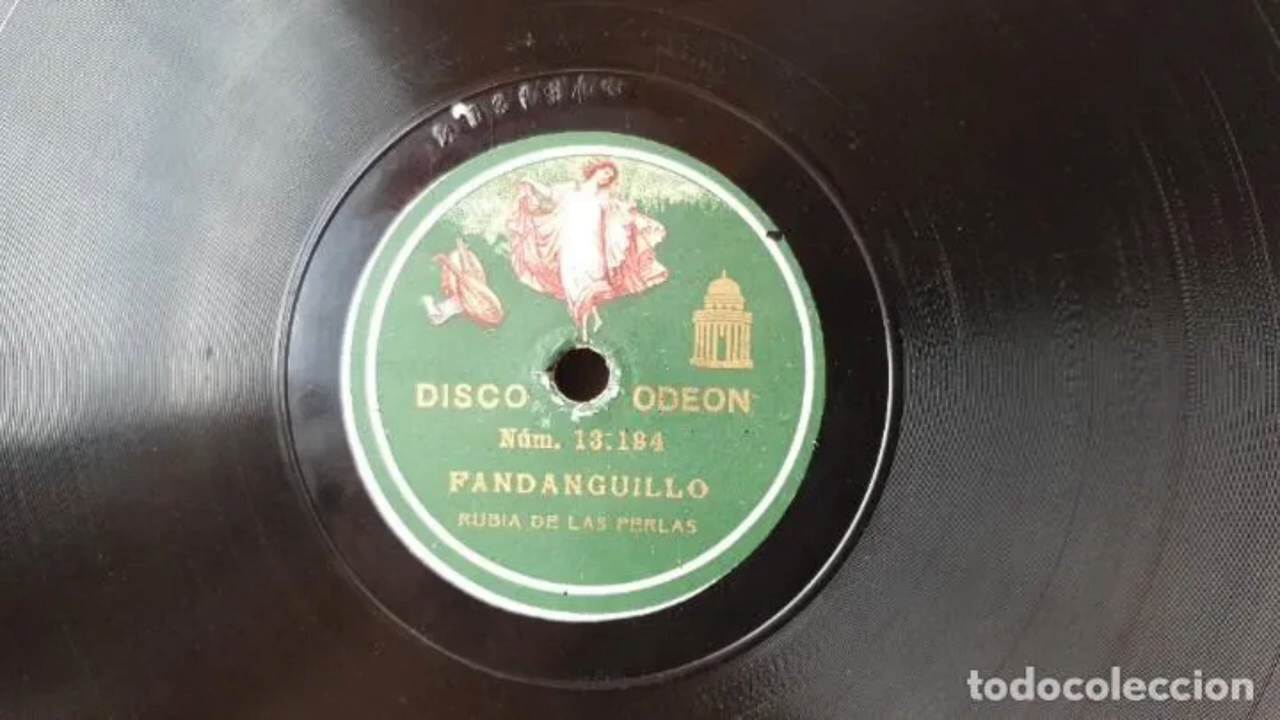 DISCO ODEON
Núm. 13.184
FANDANGUILLO
RUBIA DE LAS PERLAS
todocoleccion